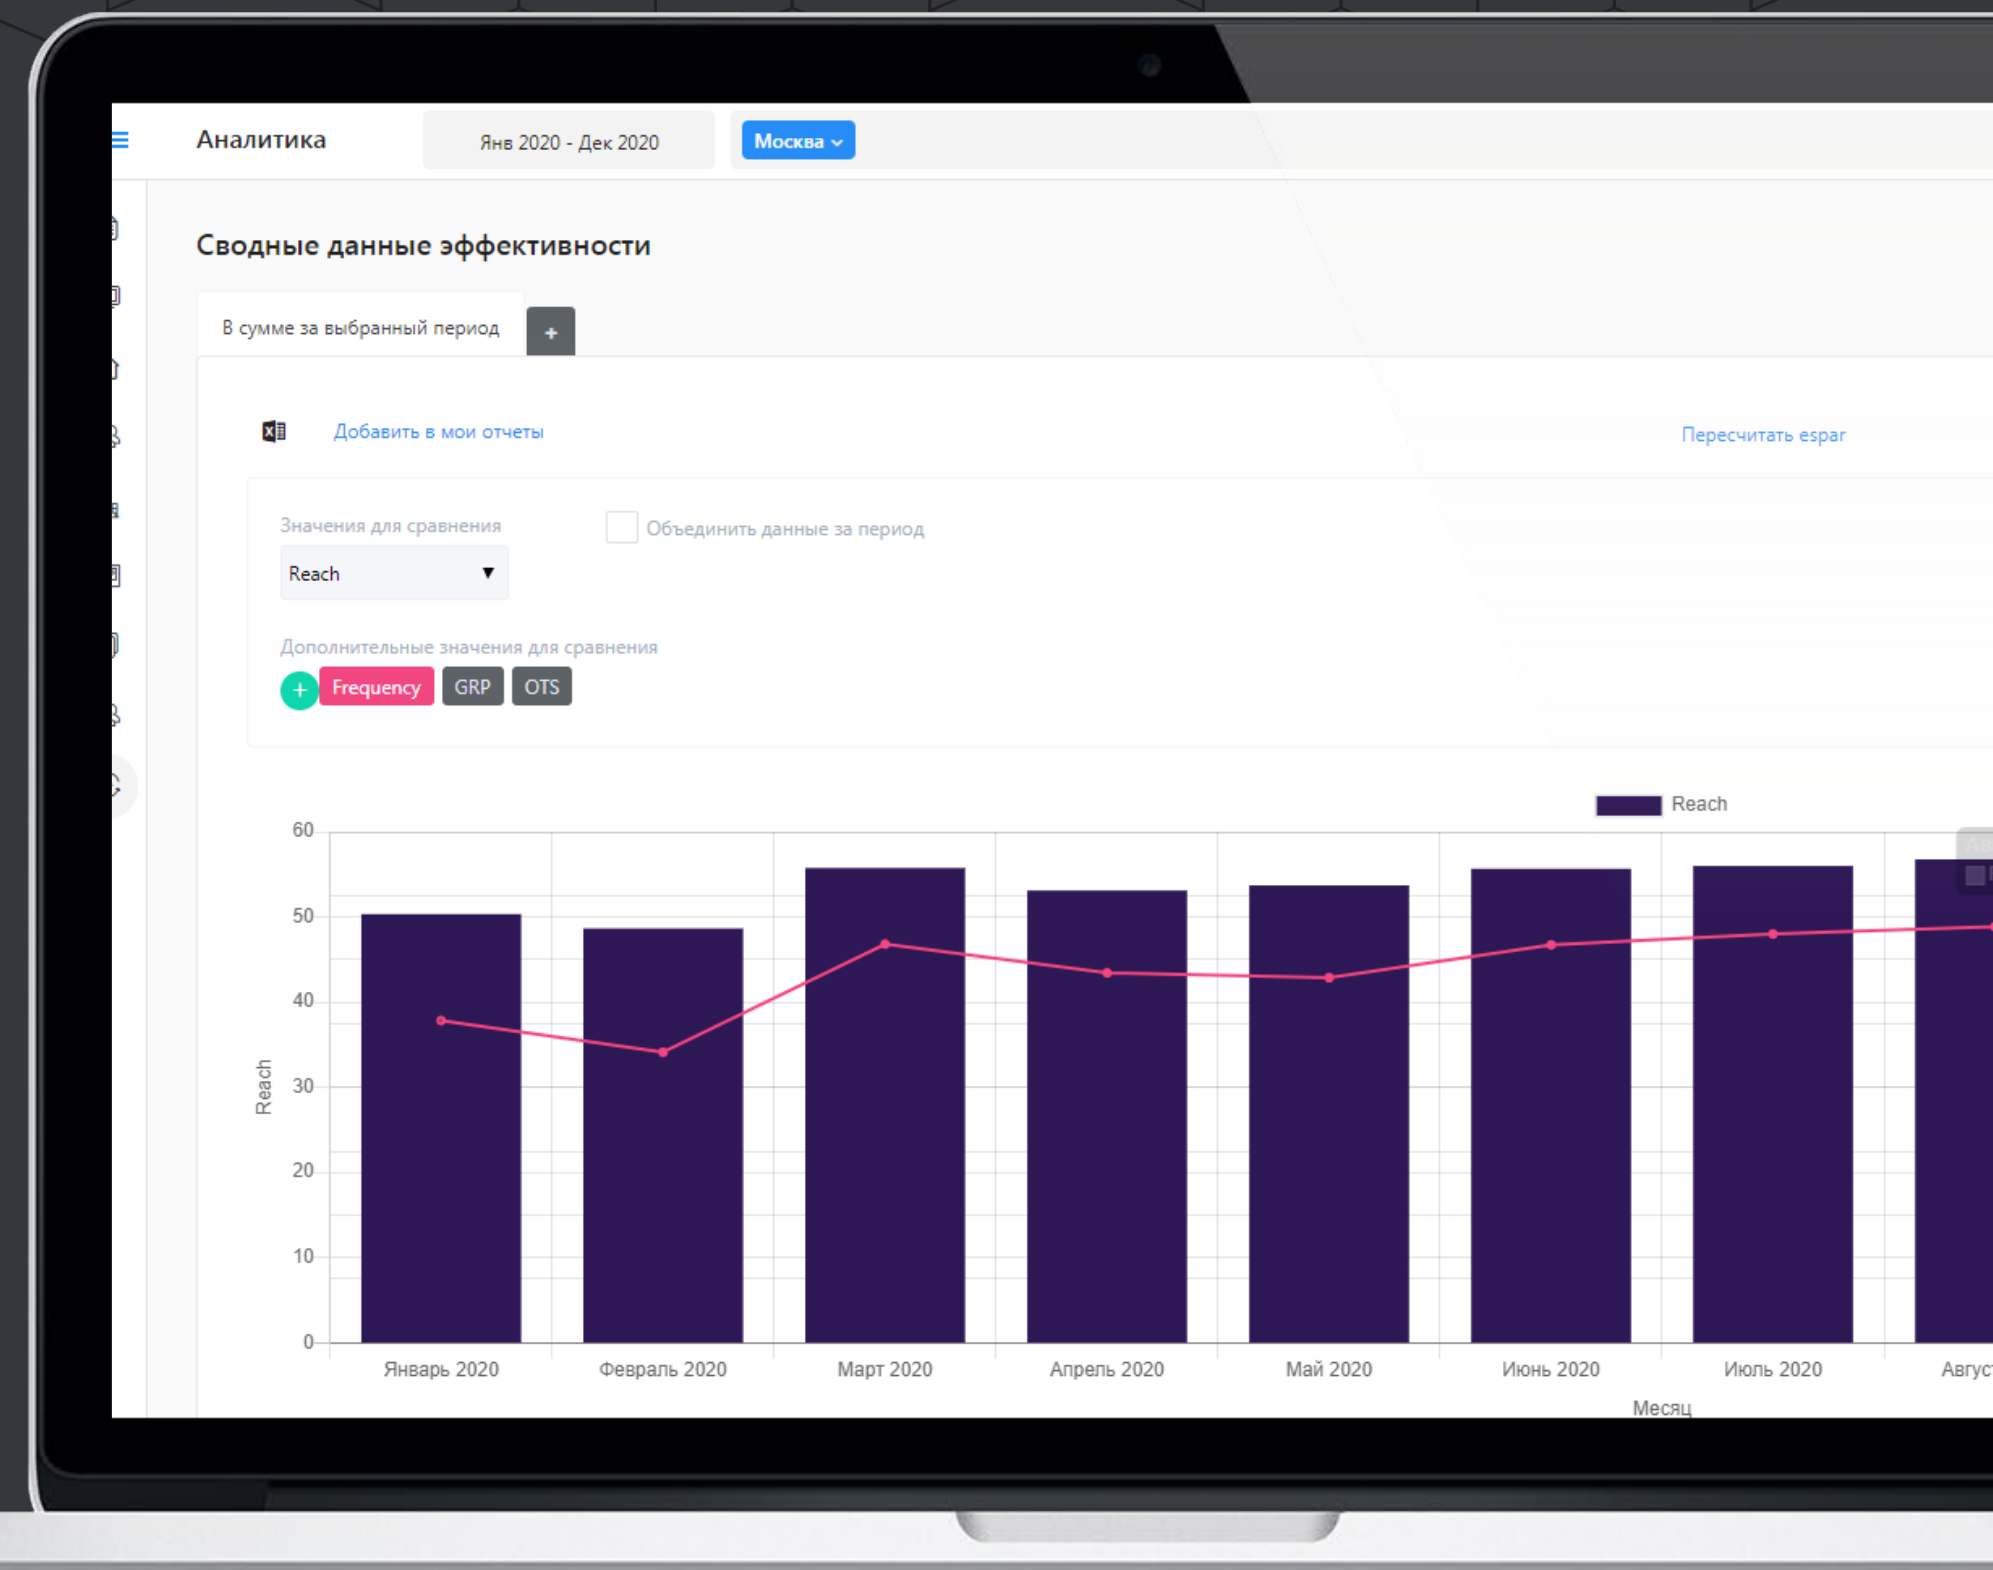 Аналитика
Янв 2020 - Дек 2020
Москва
Сводные данные эффективности
В сумме за выбранный период
+
Добавить в мои отчеты
Пересчитать espar
Значения для сравнения
Объединить данные за период
Reach
Дополнительные значения для сравнения
+ Frequency GRP OTS
Reach
60
50
40
30
20
10
0
Reach
Январь 2020 Февраль 2020 Март 2020 Апрель 2020 Май 2020 Июнь 2020 Июль 2020
Месяц